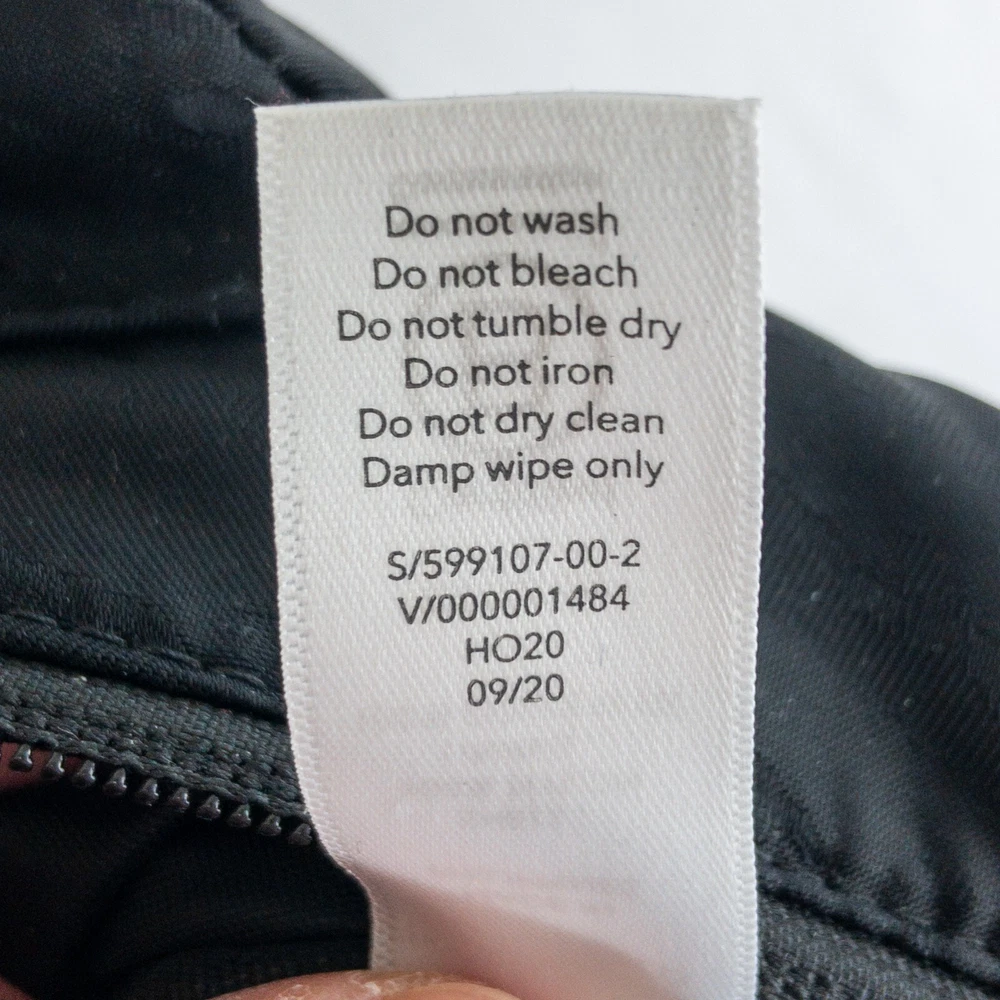 Do not wash
Do not bleach
Do not tumble dry
Do not iron
Do not dry clean
Damp wipe only
S/599107-00-2
V/000001484
HO20
09/20